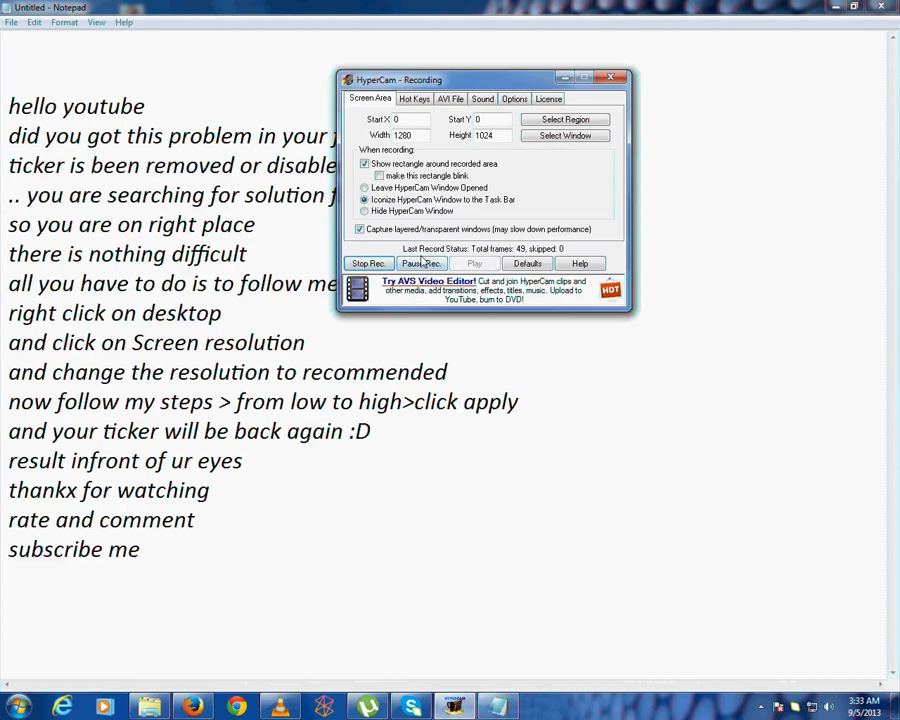 Untitled - Notepad
File Edit Format View Help
hello youtube
did you got this problem in your f
ticker is been removed or disable
.. you are searching for solution f
so you are on right place
there is nothing difficult
all you have to do is to follow me
right click on desktop
and click on Screen resolution
and change the resolution to recommended
now follow my steps > from low to high>click apply
and your ticker will be back again :D
result infront of ur eyes
thankx for watching
rate and comment
subscribe me
HyperCam - Recording
Screen Area Hot Keys AVI File Sound Options License
Start X 0 Start Y 0 Select Region
Width 1280 Height 1024 Select Window
When recording:
Show rectangle around recorded area
make this rectangle blink
Leave HyperCam Window Opened
Iconize HyperCam Window to the Task Bar
Hide HyperCam Window
Capture layered/transparent windows (may slow down performance)
Last Record Status: Total frames: 49, skipped: 0
Stop Rec. Pause Rec. Play Defaults Help
Try AVS Video Editor! Cut and join HyperCam clips and
other media, add transitions, effects, titles, music. Upload to
YouTube, burn to DVD!
HOT
3:33 AM
9/5/2013